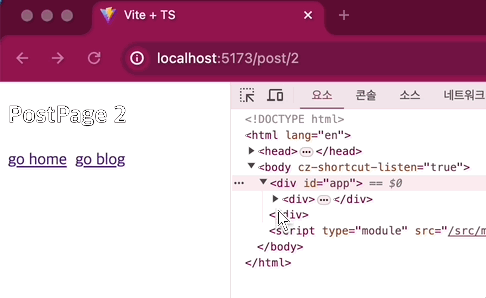 Vite + TS
localhost:5173/post/2
PostPage 2
go home go blog
요소 콘솔 소스 네트워크
<!DOCTYPE html>
<html lang="en">
<head> ⋯ </head>
<body cz-shortcut-listen="true">
<div id="app"> == $0
<div> ⋯ </div>
</div>
<script type="module" src="/src/m
</body>
</html>